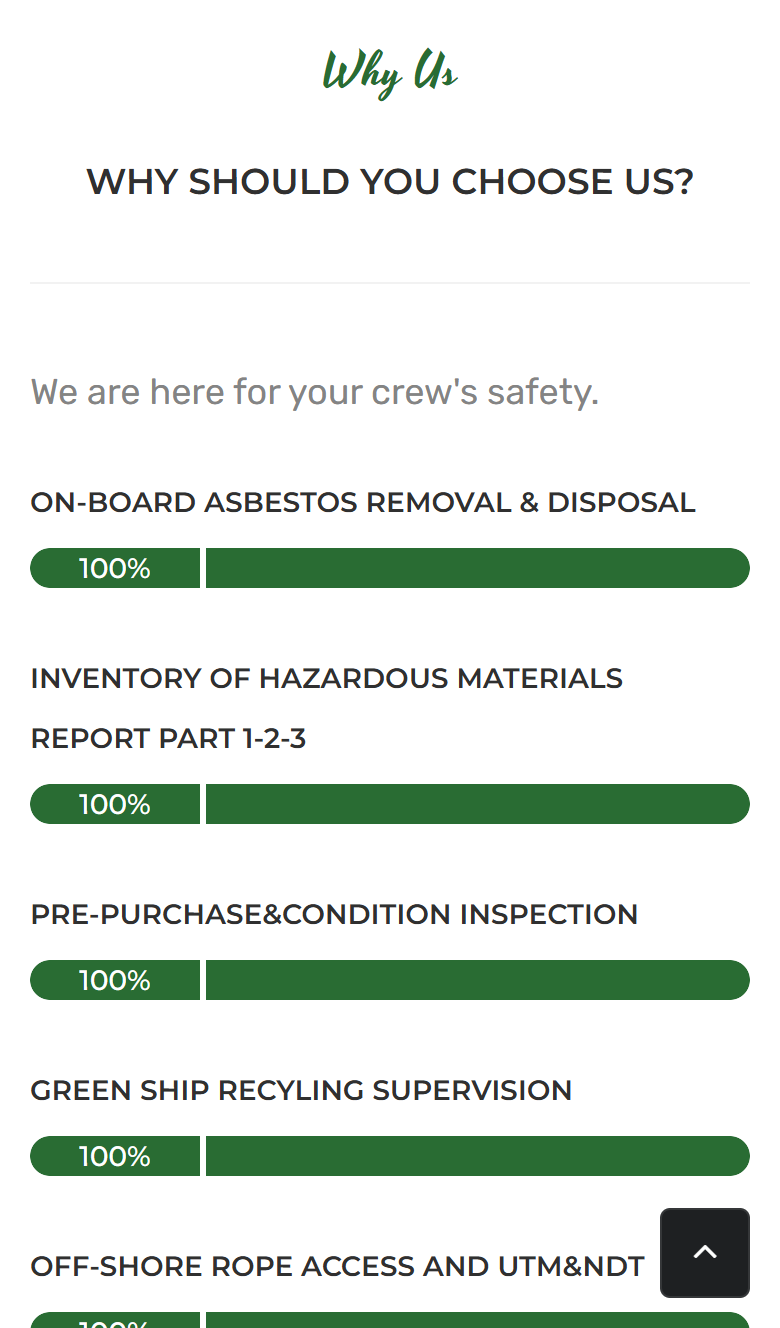 Why Us
WHY SHOULD YOU CHOOSE US?
We are here for your crew's safety.
ON-BOARD ASBESTOS REMOVAL & DISPOSAL
100%
INVENTORY OF HAZARDOUS MATERIALS
REPORT PART 1-2-3
100%
PRE-PURCHASE&CONDITION INSPECTION
100%
GREEN SHIP RECYLING SUPERVISION
100%
OFF-SHORE ROPE ACCESS AND UTM&NDT
100%